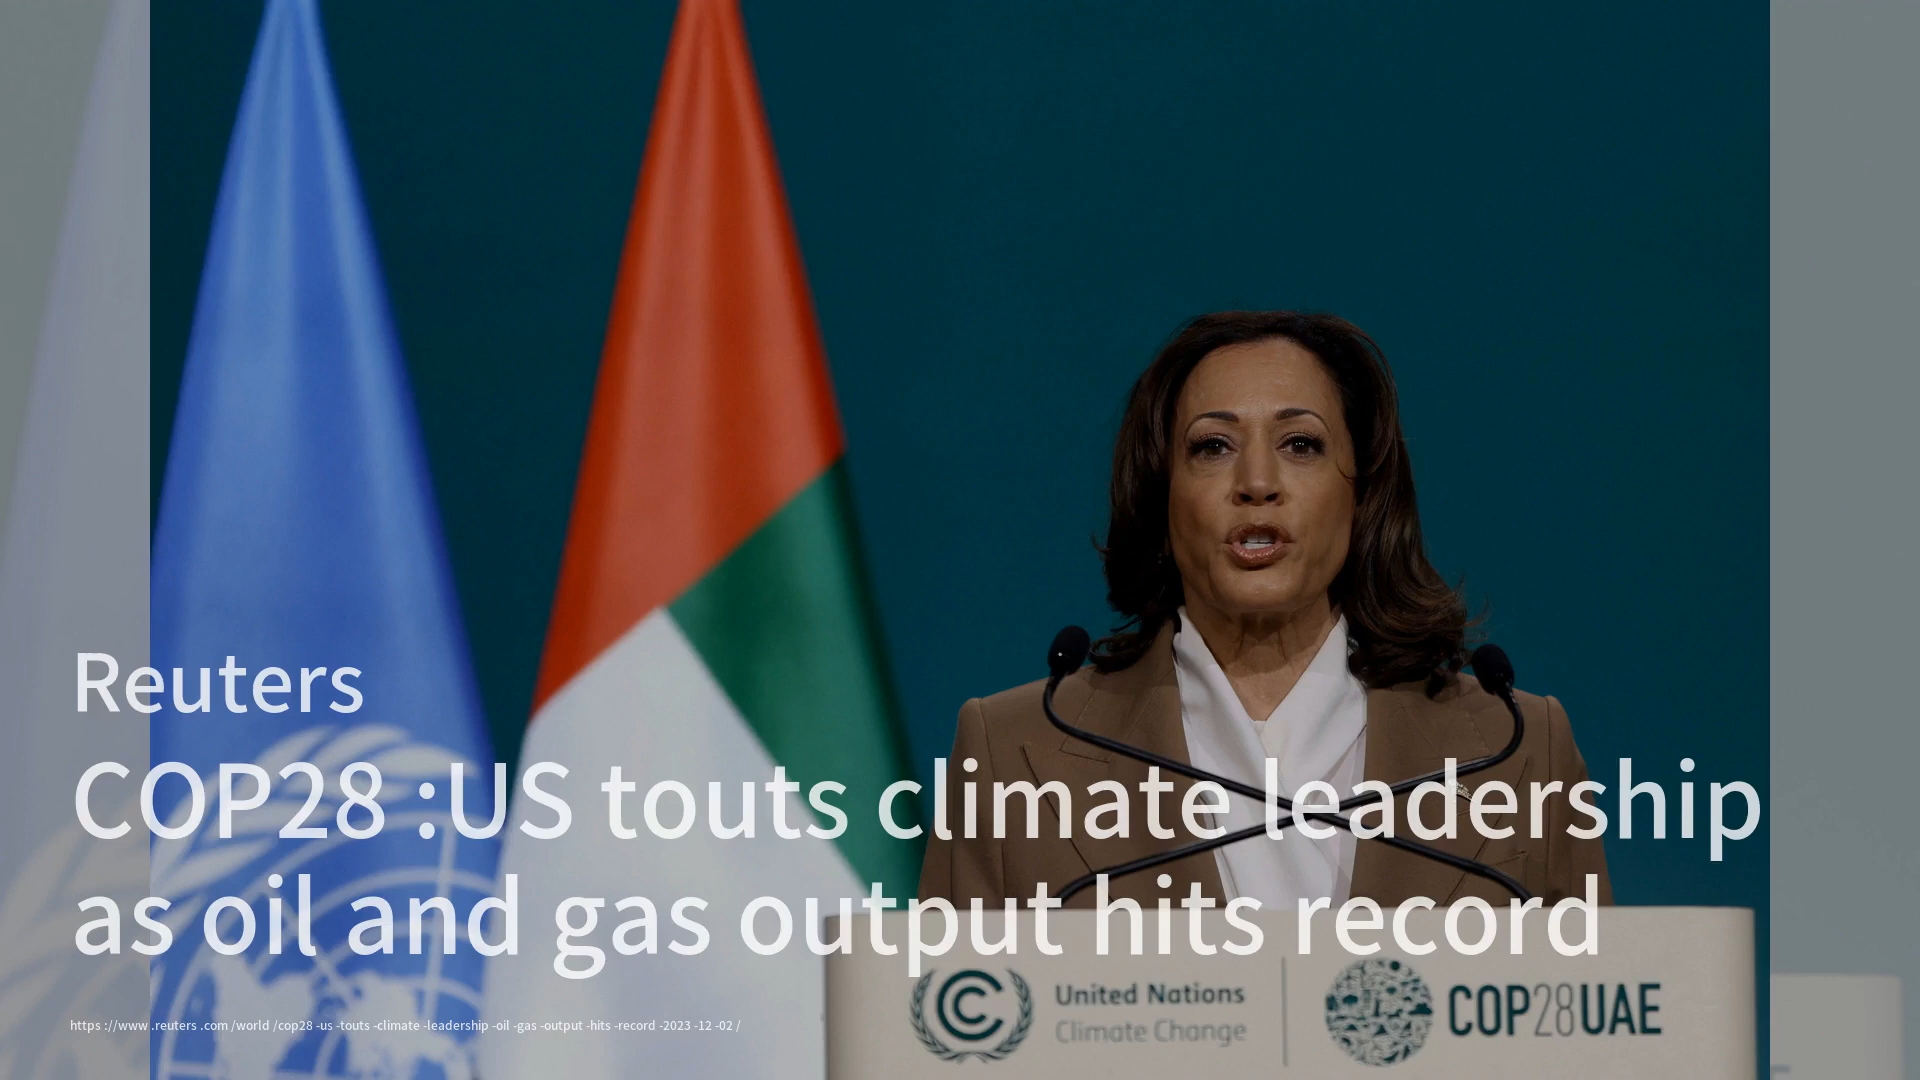 Reuters
COP28 :US touts climate leadership
as oil and gas output hits record
United Nations
Climate Change
COP28UAE
https ://www .reuters .com /world /cop28 -us -touts -climate -leadership -oil -gas -output -hits -record -2023 -12 -02 /